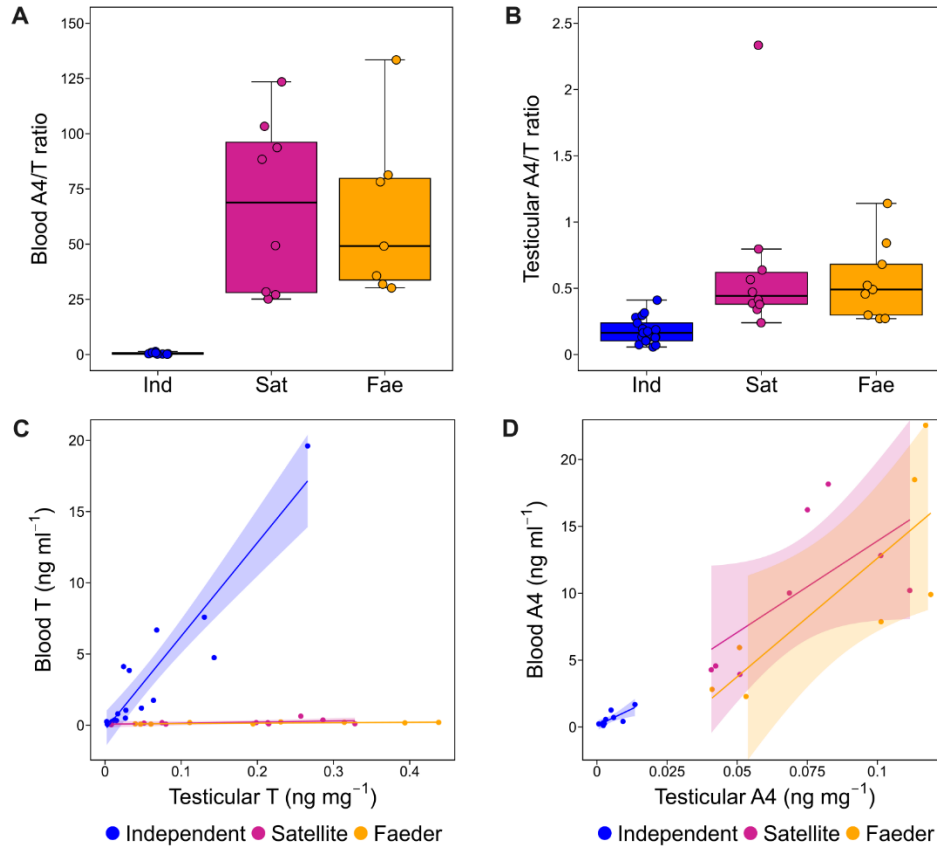 A
Blood A4/T ratio
150
125
100
75
50
25
0
Ind Sat Fae
B
Testicular A4/T ratio
2.5
2
1.5
1
0.5
0
Ind Sat Fae
C
Blood T (ng ml⁻¹)
20
15
10
5
0
0 0.1 0.2 0.3 0.4
Testicular T (ng mg⁻¹)
Independent Satellite Faeder
D
Blood A4 (ng ml⁻¹)
20
15
10
5
0
0 0.025 0.05 0.075 0.1
Testicular A4 (ng mg⁻¹)
Independent Satellite Faeder